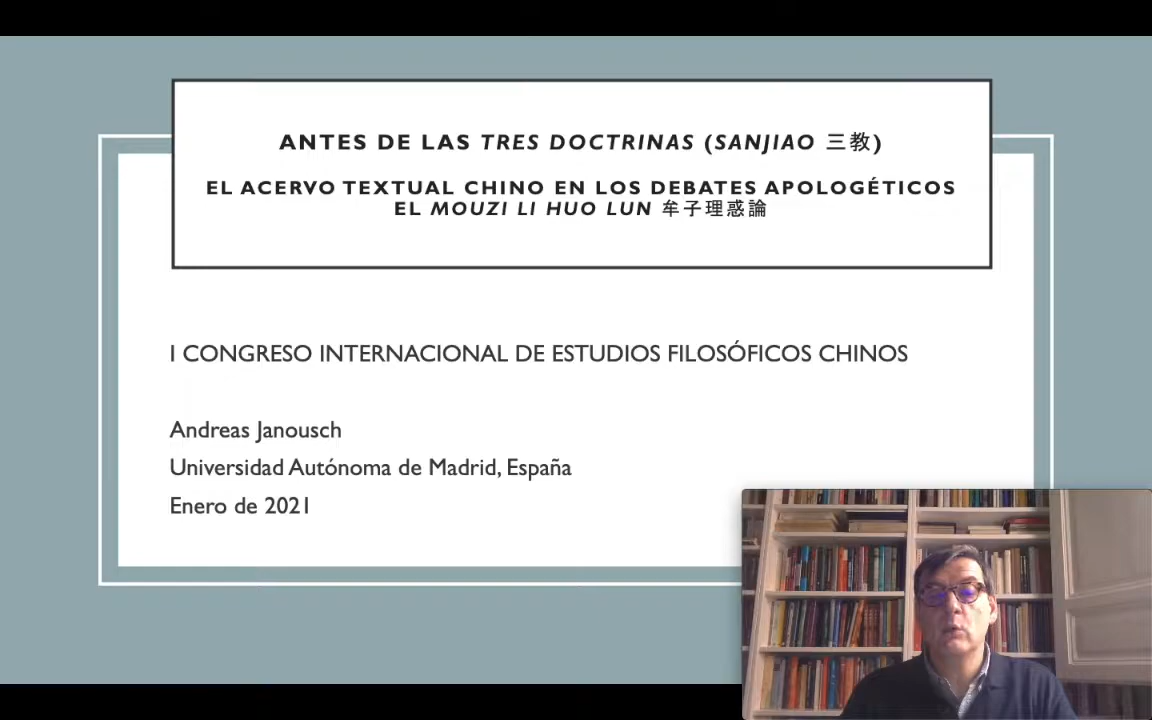 ANTES DE LAS TRES DOCTRINAS (SANJIAO 三教)
EL ACERVO TEXTUAL CHINO EN LOS DEBATES APOLOGÉTICOS
EL MOUZI LI HUO LUN 牟子理惑論
I CONGRESO INTERNACIONAL DE ESTUDIOS FILOSÓFICOS CHINOS
Andreas Janousch
Universidad Autónoma de Madrid, España
Enero de 2021